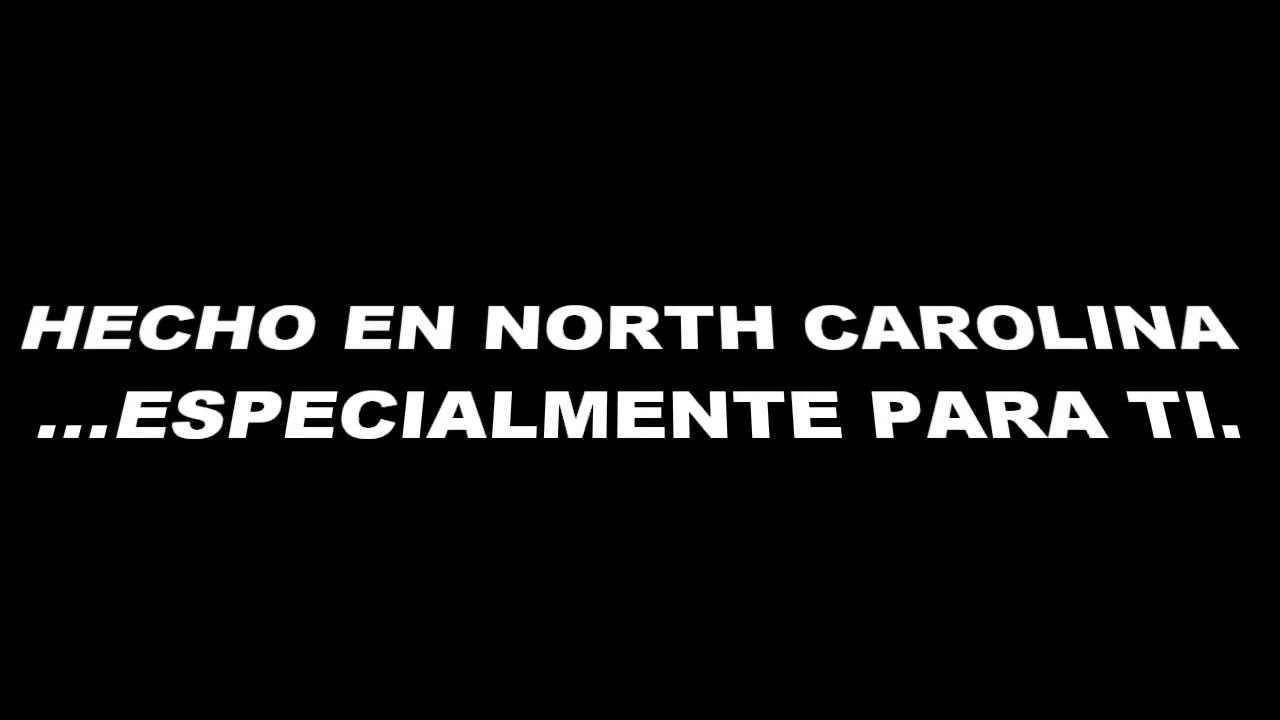 HECHO EN NORTH CAROLINA
...ESPECIALMENTE PARA TI.